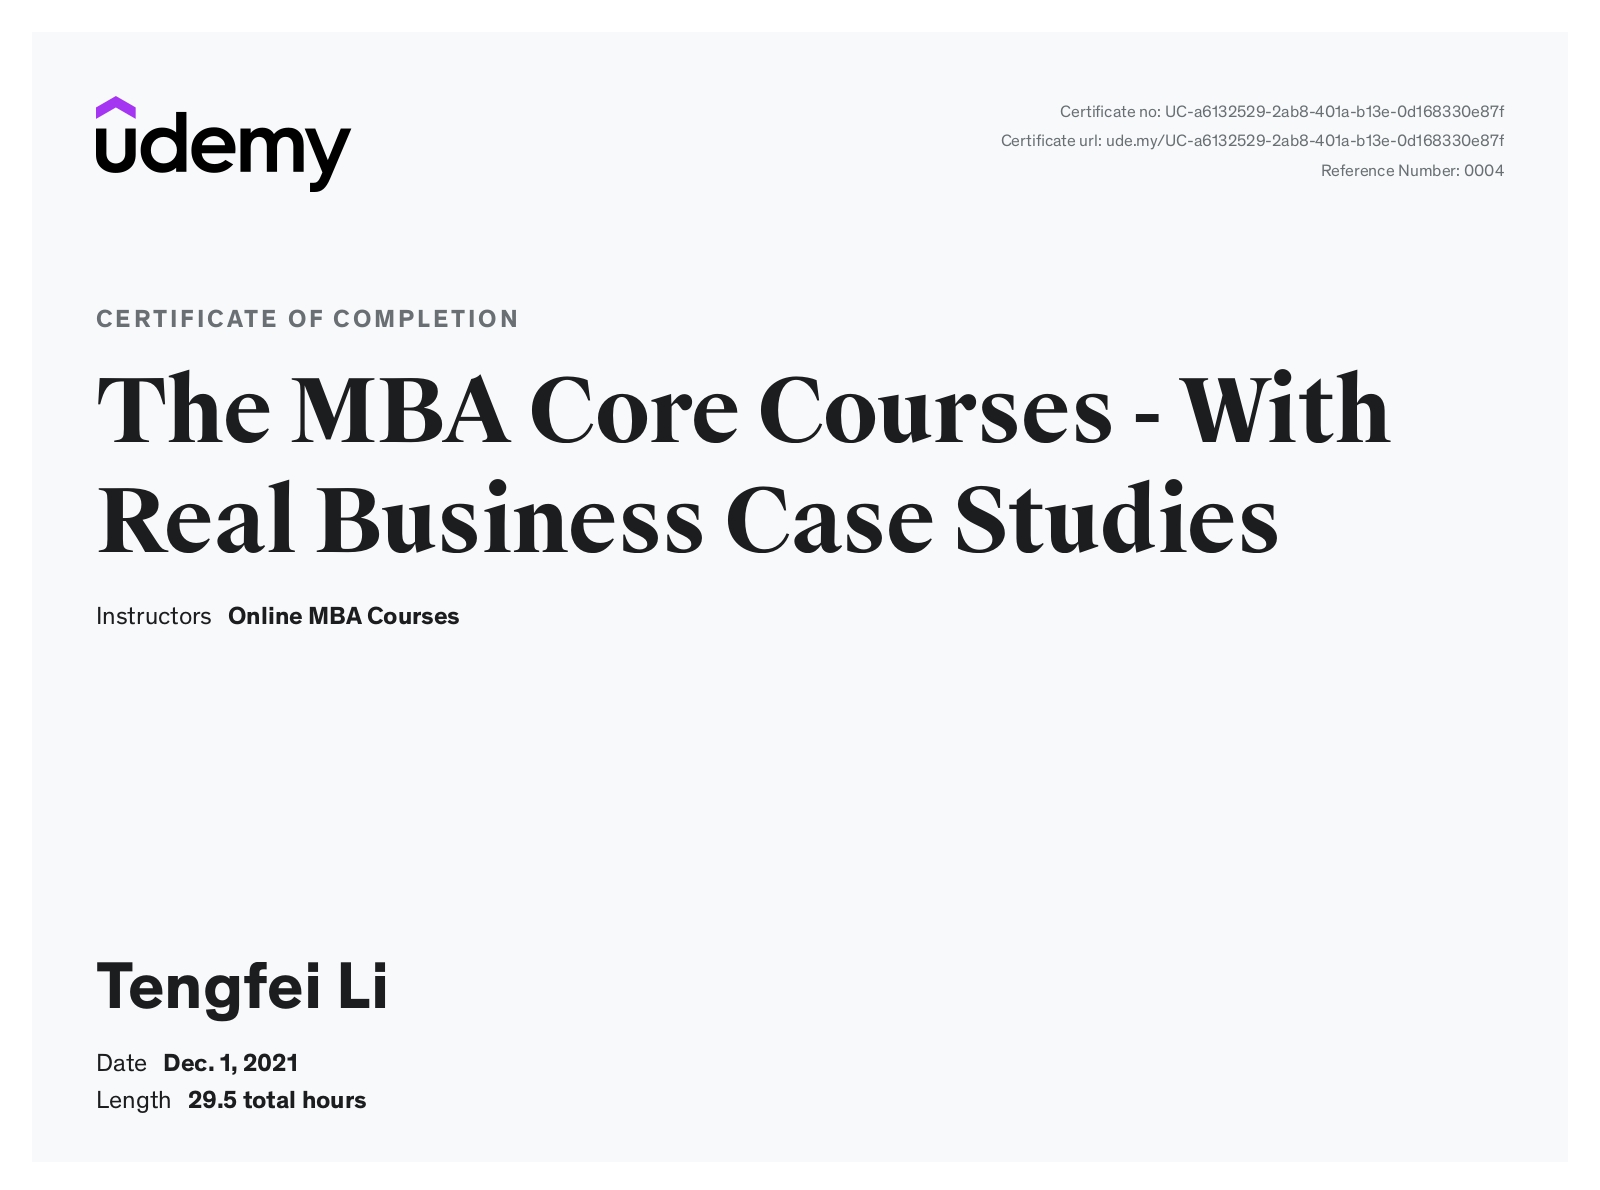 udemy
Certificate no: UC-a6132529-2ab8-401a-b13e-0d168330e87f
Certificate url: ude.my/UC-a6132529-2ab8-401a-b13e-0d168330e87f
Reference Number: 0004
CERTIFICATE OF COMPLETION
The MBA Core Courses - With
Real Business Case Studies
Instructors Online MBA Courses
Tengfei Li
Date Dec. 1, 2021
Length 29.5 total hours